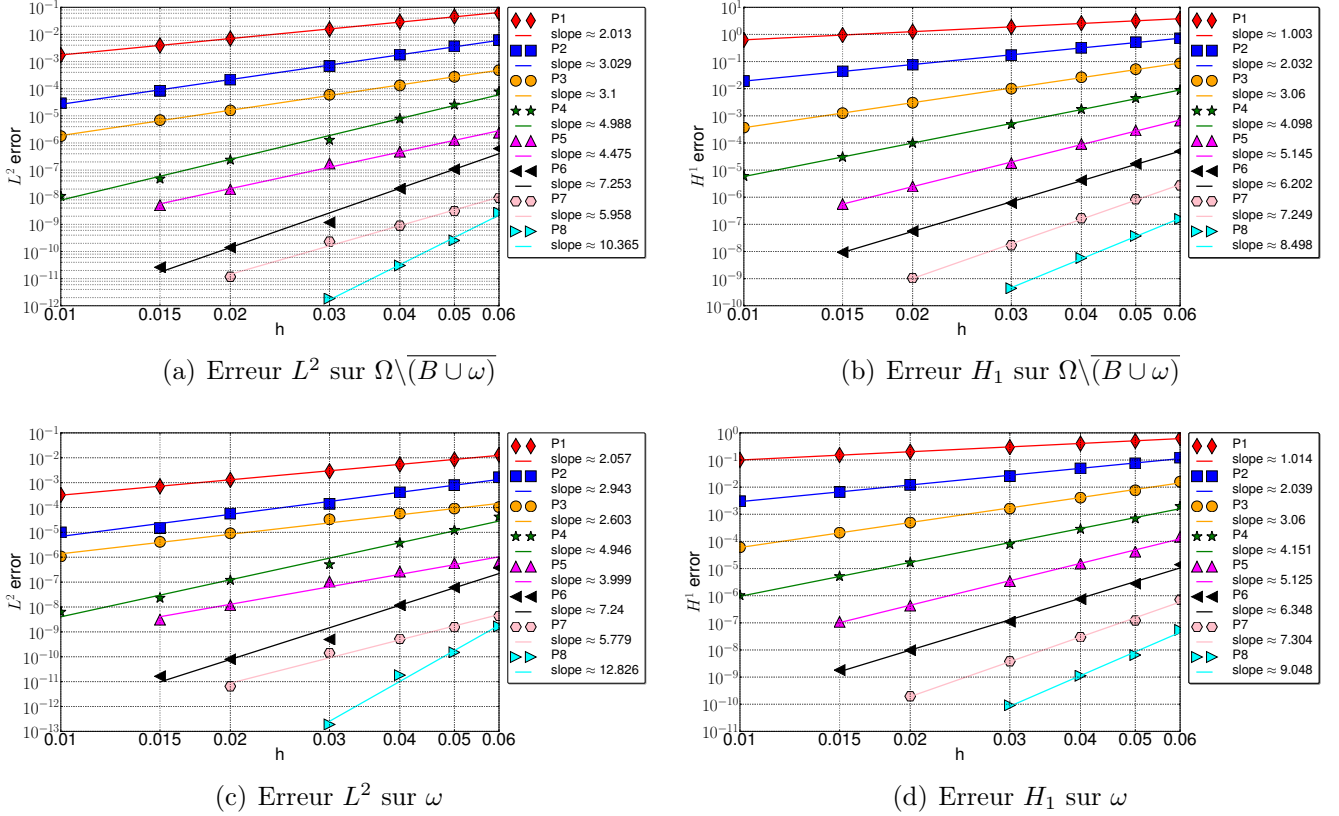 10^{-1}
10^{-2}
10^{-3}
10^{-4}
10^{-5}
10^{-6}
10^{-7}
10^{-8}
10^{-9}
10^{-10}
10^{-11}
10^{-12}
L^2 error
0.01 0.015 0.02 0.03 0.04 0.05 0.06
h
P1
slope ≈ 2.013
P2
slope ≈ 3.029
P3
slope ≈ 3.1
P4
slope ≈ 4.988
P5
slope ≈ 4.475
P6
slope ≈ 7.253
P7
slope ≈ 5.958
P8
slope ≈ 10.365
(a) Erreur L^2 sur Ω\\overline{(B ∪ ω)}
10^1
10^0
10^{-1}
10^{-2}
10^{-3}
10^{-4}
10^{-5}
10^{-6}
10^{-7}
10^{-8}
10^{-9}
10^{-10}
H^1 error
0.01 0.015 0.02 0.03 0.04 0.05 0.06
h
P1
slope ≈ 1.003
P2
slope ≈ 2.032
P3
slope ≈ 3.06
P4
slope ≈ 4.098
P5
slope ≈ 5.145
P6
slope ≈ 6.202
P7
slope ≈ 7.249
P8
slope ≈ 8.498
(b) Erreur H_1 sur Ω\\overline{(B ∪ ω)}
10^{-1}
10^{-2}
10^{-3}
10^{-4}
10^{-5}
10^{-6}
10^{-7}
10^{-8}
10^{-9}
10^{-10}
10^{-11}
10^{-12}
10^{-13}
L^2 error
0.01 0.015 0.02 0.03 0.04 0.05 0.06
h
P1
slope ≈ 2.057
P2
slope ≈ 2.943
P3
slope ≈ 2.603
P4
slope ≈ 4.946
P5
slope ≈ 3.999
P6
slope ≈ 7.24
P7
slope ≈ 5.779
P8
slope ≈ 12.826
(c) Erreur L^2 sur ω
10^0
10^{-1}
10^{-2}
10^{-3}
10^{-4}
10^{-5}
10^{-6}
10^{-7}
10^{-8}
10^{-9}
10^{-10}
10^{-11}
H^1 error
0.01 0.015 0.02 0.03 0.04 0.05 0.06
h
P1
slope ≈ 1.014
P2
slope ≈ 2.039
P3
slope ≈ 3.06
P4
slope ≈ 4.151
P5
slope ≈ 5.125
P6
slope ≈ 6.348
P7
slope ≈ 7.304
P8
slope ≈ 9.048
(d) Erreur H_1 sur ω